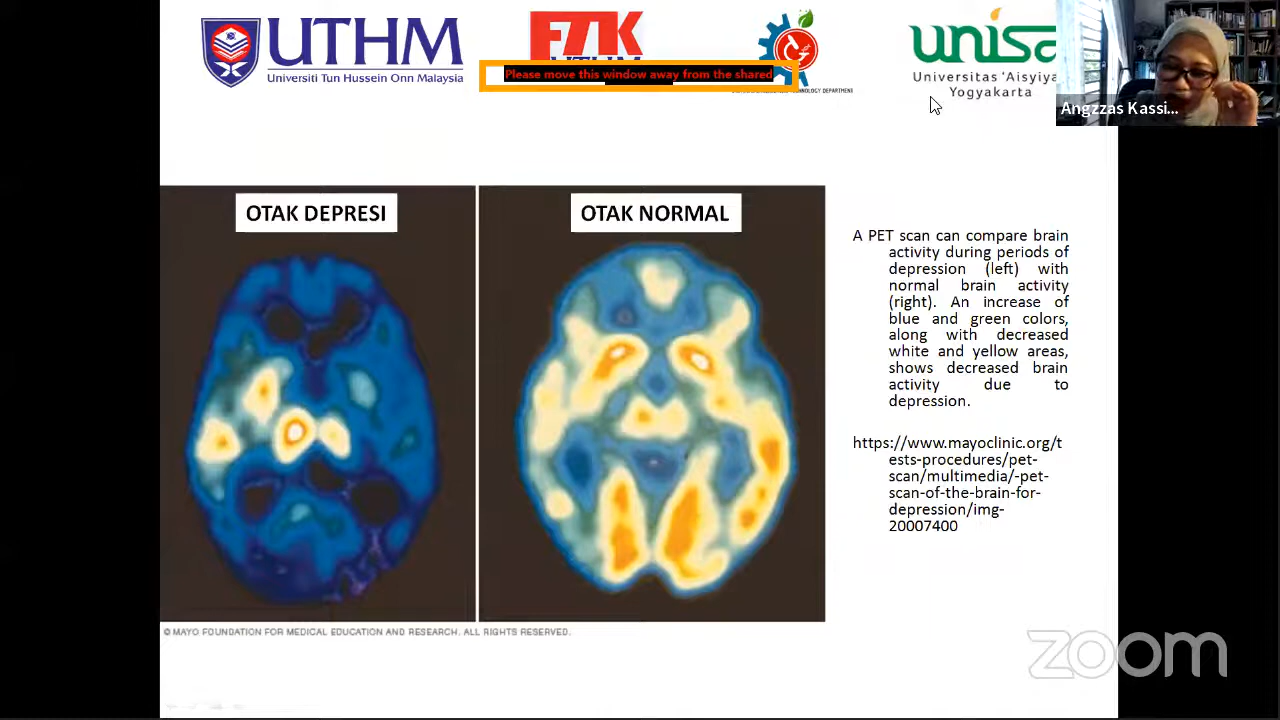 UTHM
Universiti Tun Hussein Onn Malaysia
Please move this window away from the shared
unisa
Universitas 'Aisyiya
Yogyakarta
Angzzas Kassi...
OTAK DEPRESI
OTAK NORMAL
A PET scan can compare brain
activity during periods of
depression (left) with
normal brain activity
(right). An increase of
blue and green colors,
along with decreased
white and yellow areas,
shows decreased brain
activity due to
depression.
https://www.mayoclinic.org/t
ests-procedures/pet-
scan/multimedia/-pet-
scan-of-the-brain-for-
depression/img-
20007400
© MAYO FOUNDATION FOR MEDICAL EDUCATION AND RESEARCH. ALL RIGHTS RESERVED.
zoom